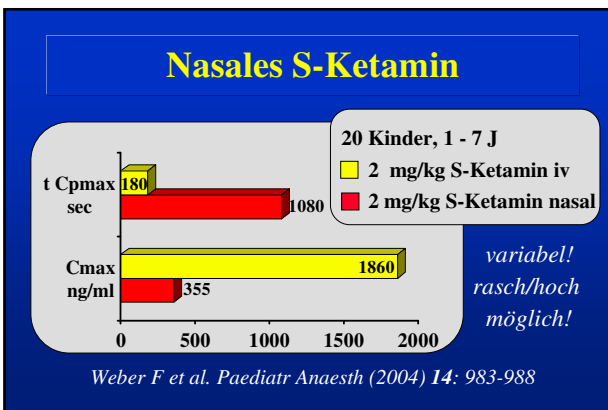 Nasales S-Ketamin
20 Kinder, 1 - 7 J
2 mg/kg S-Ketamin iv
2 mg/kg S-Ketamin nasal
t Cpmax
sec
180
1080
Cmax
ng/ml
1860
355
0 500 1000 1500 2000
variabel!
rasch/hoch
möglich!
Weber F et al. Paediatr Anaesth (2004) 14: 983-988